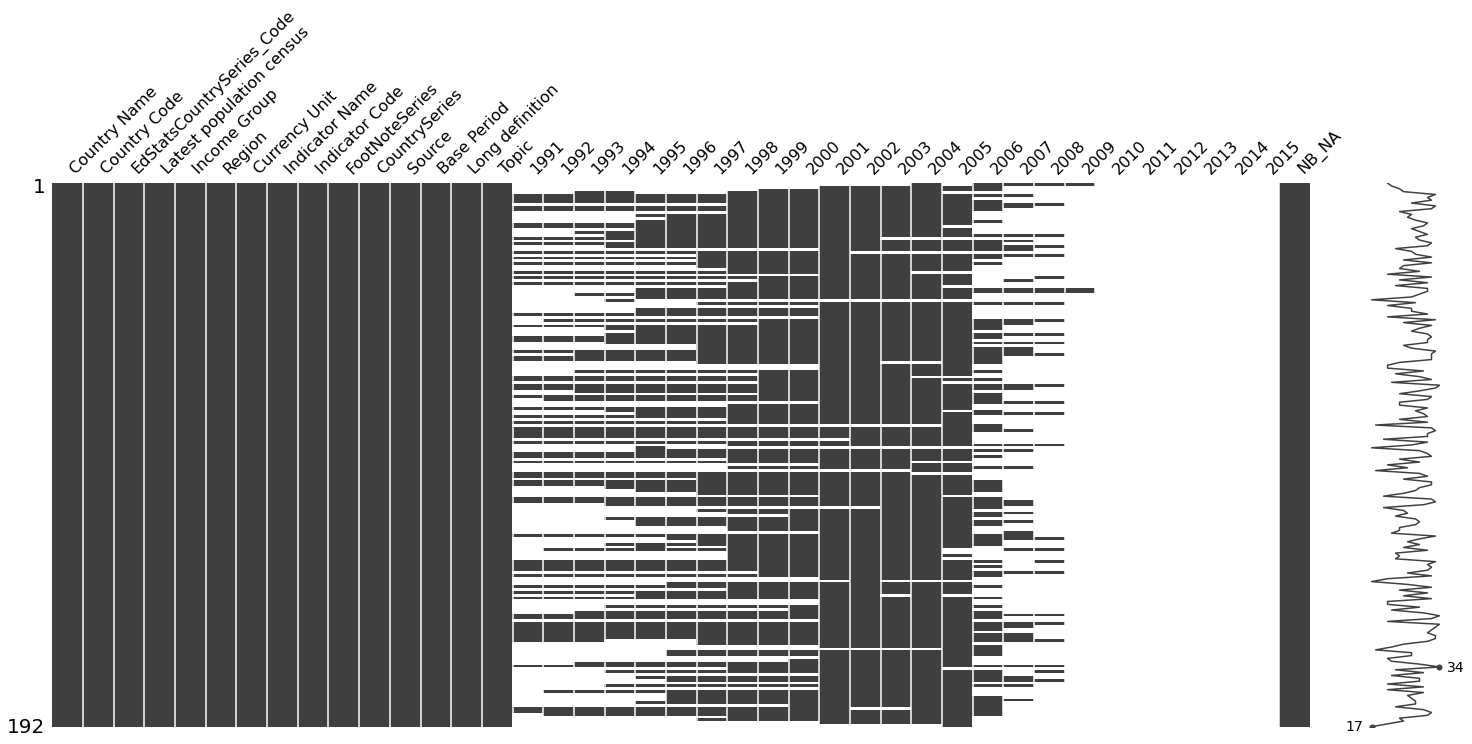 Country Name
Country Code
EdStatsCountrySeries_Code
Latest population census
Income Group
Region
Currency Unit
Indicator Name
Indicator Code
FootNoteSeries
CountrySeries
Source
Base Period
Long definition
Topic
1991
1992
1993
1994
1995
1996
1997
1998
1999
2000
2001
2002
2003
2004
2005
2006
2007
2008
2009
2010
2011
2012
2013
2014
2015
NB_NA
1
34
192
17